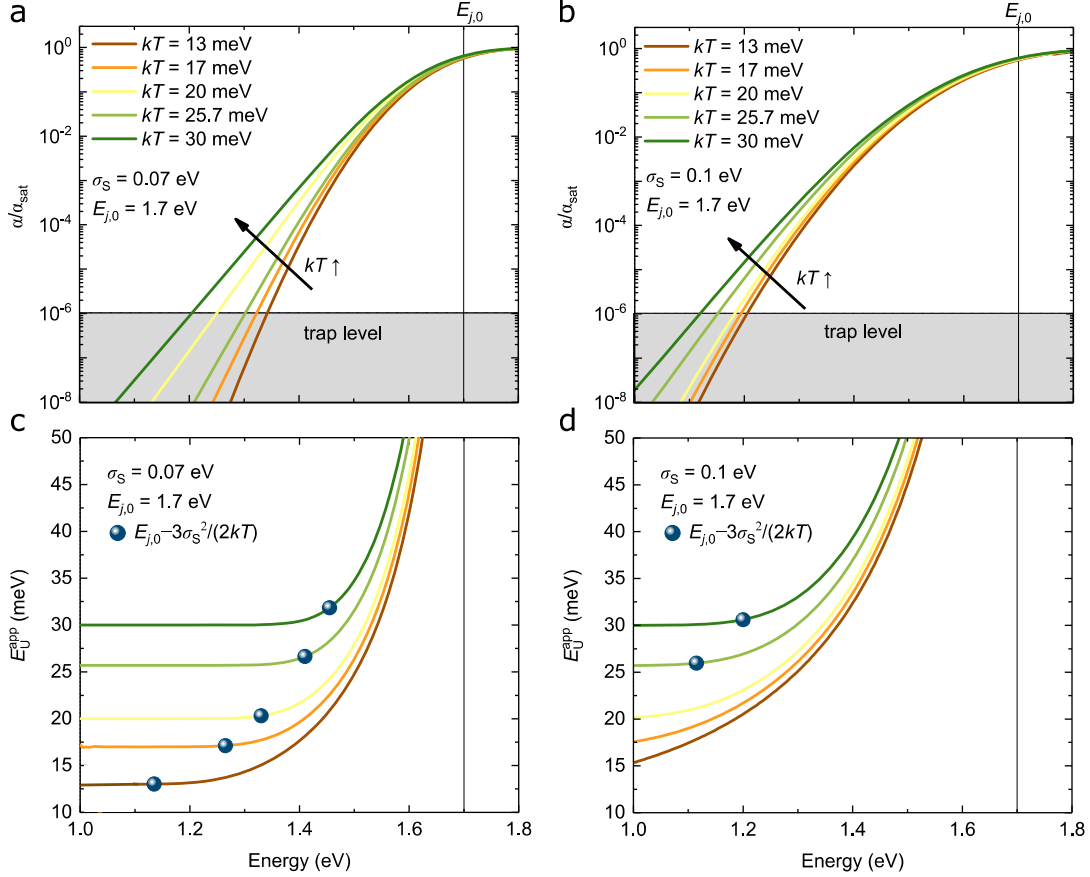 a
E_{j,0}
kT = 13 meV
kT = 17 meV
kT = 20 meV
kT = 25.7 meV
kT = 30 meV
σ_S = 0.07 eV
E_{j,0} = 1.7 eV
kT ↑
trap level
α/α_sat
10^0
10^-2
10^-4
10^-6
10^-8
b
E_{j,0}
kT = 13 meV
kT = 17 meV
kT = 20 meV
kT = 25.7 meV
kT = 30 meV
σ_S = 0.1 eV
E_{j,0} = 1.7 eV
kT ↑
trap level
α/α_sat
10^0
10^-2
10^-4
10^-6
10^-8
c
σ_S = 0.07 eV
E_{j,0} = 1.7 eV
E_{j,0}−3σ_S^2/(2kT)
E_U^app (meV)
50
45
40
35
30
25
20
15
10
1.0 1.2 1.4 1.6 1.8
Energy (eV)
d
σ_S = 0.1 eV
E_{j,0} = 1.7 eV
E_{j,0}−3σ_S^2/(2kT)
E_U^app (meV)
50
45
40
35
30
25
20
15
10
1.0 1.2 1.4 1.6 1.8
Energy (eV)